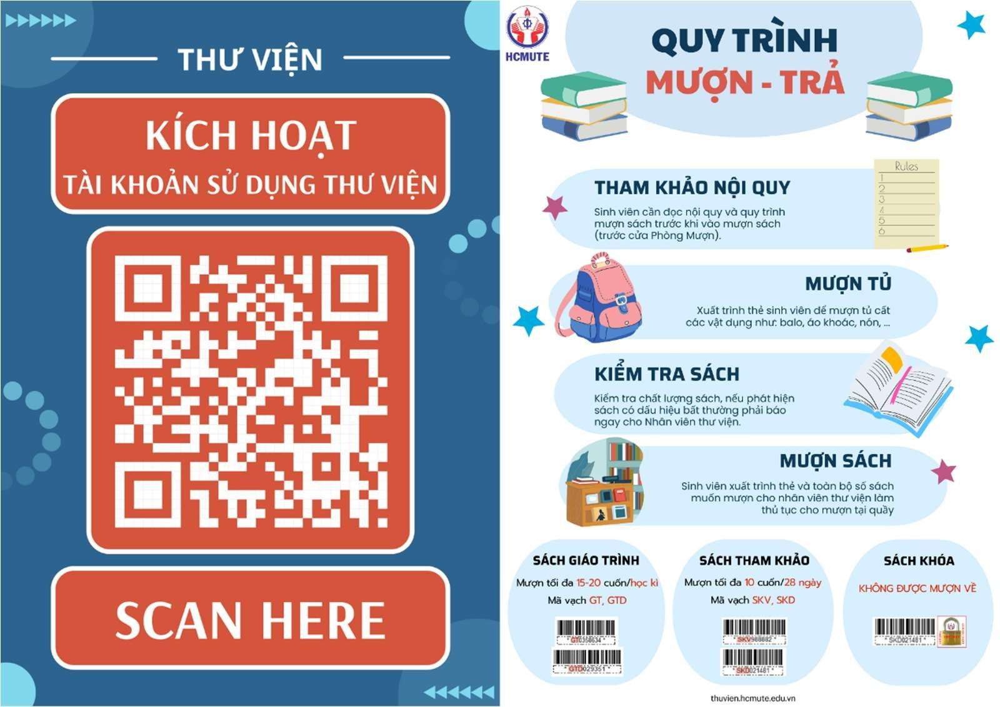 THƯ VIỆN
KÍCH HOẠT
TÀI KHOẢN SỬ DỤNG THƯ VIỆN
SCAN HERE
HCMUTE
QUY TRÌNH
MƯỢN - TRẢ
THAM KHẢO NỘI QUY
Sinh viên cần đọc nội quy và quy trình
mượn sách trước khi vào mượn sách
(trước cửa Phòng Mượn).
Rules
1
2
3
4
5
6
MƯỢN TỦ
Xuất trình thẻ sinh viên để mượn tủ cất
các vật dụng như: balo, áo khoác, nón, ...
KIỂM TRA SÁCH
Kiểm tra chất lượng sách, nếu phát hiện
sách có dấu hiệu bất thường phải báo
ngay cho Nhân viên thư viện.
MƯỢN SÁCH
Sinh viên xuất trình thẻ và toàn bộ số sách
muốn mượn cho nhân viên thư viện làm
thủ tục cho mượn tại quầy
SÁCH GIÁO TRÌNH
Mượn tối đa 15-20 cuốn/học kì
Mã vạch GT, GTD
* GT0358634 *
* GTD029351 *
SÁCH THAM KHẢO
Mượn tối đa 10 cuốn/28 ngày
Mã vạch SKV, SKD
* SKV988882 *
* SKD021481 *
SÁCH KHÓA
KHÔNG ĐƯỢC MƯỢN VỀ
* SKD021481 *
thuvien.hcmute.edu.vn